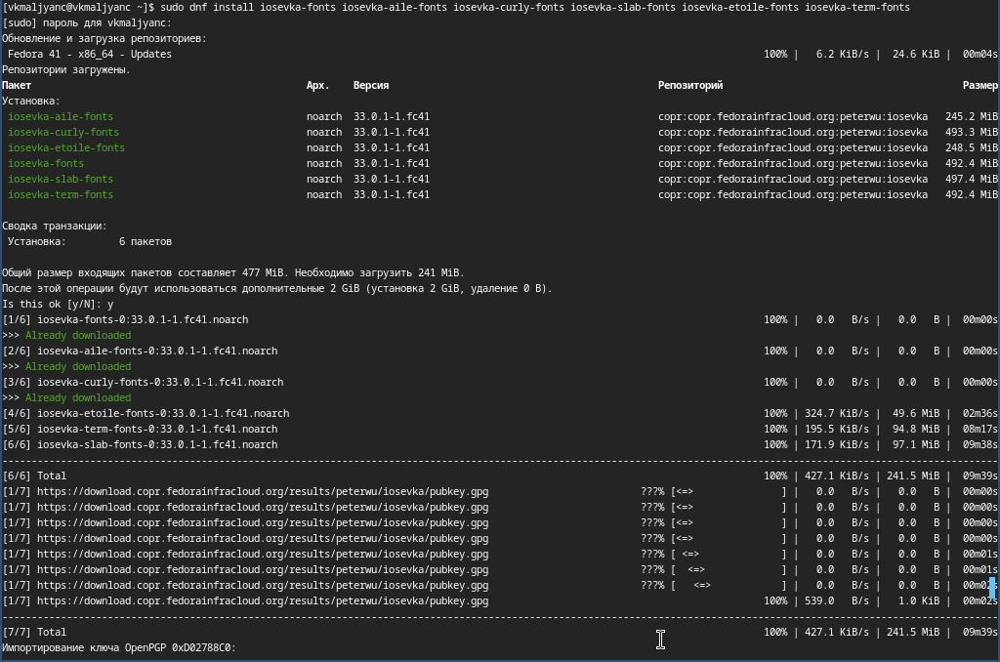 [vkmaljyanc@vkmaljyanc ~]$ sudo dnf install iosevka-fonts iosevka-aile-fonts iosevka-curly-fonts iosevka-slab-fonts iosevka-etoile-fonts iosevka-term-fonts
[sudo] пароль для vkmaljyanc:
Обновление и загрузка репозиториев:
Fedora 41 - x86_64 - Updates 100% | 6.2 KiB/s | 24.6 KiB | 00m04s
Репозитории загружены.
Пакет Арх. Версия Репозиторий Размер
Установка:
iosevka-aile-fonts noarch 33.0.1-1.fc41 copr:copr.fedorainfracloud.org:peterwu:iosevka 245.2 MiB
iosevka-curly-fonts noarch 33.0.1-1.fc41 copr:copr.fedorainfracloud.org:peterwu:iosevka 493.3 MiB
iosevka-etoile-fonts noarch 33.0.1-1.fc41 copr:copr.fedorainfracloud.org:peterwu:iosevka 248.5 MiB
iosevka-fonts noarch 33.0.1-1.fc41 copr:copr.fedorainfracloud.org:peterwu:iosevka 492.4 MiB
iosevka-slab-fonts noarch 33.0.1-1.fc41 copr:copr.fedorainfracloud.org:peterwu:iosevka 497.4 MiB
iosevka-term-fonts noarch 33.0.1-1.fc41 copr:copr.fedorainfracloud.org:peterwu:iosevka 492.4 MiB
Сводка транзакции:
Установка: 6 пакетов
Общий размер входящих пакетов составляет 477 MiB. Необходимо загрузить 241 MiB.
После этой операции будут использоваться дополнительные 2 GiB (установка 2 GiB, удаление 0 B).
Is this ok [y/N]: y
[1/6] iosevka-fonts-0:33.0.1-1.fc41.noarch 100% | 0.0 B/s | 0.0 B | 00m00s
>>> Already downloaded
[2/6] iosevka-aile-fonts-0:33.0.1-1.fc41.noarch 100% | 0.0 B/s | 0.0 B | 00m00s
>>> Already downloaded
[3/6] iosevka-curly-fonts-0:33.0.1-1.fc41.noarch 100% | 0.0 B/s | 0.0 B | 00m00s
>>> Already downloaded
[4/6] iosevka-etoile-fonts-0:33.0.1-1.fc41.noarch 100% | 324.7 KiB/s | 49.6 MiB | 02m36s
[5/6] iosevka-term-fonts-0:33.0.1-1.fc41.noarch 100% | 195.5 KiB/s | 94.8 MiB | 08m17s
[6/6] iosevka-slab-fonts-0:33.0.1-1.fc41.noarch 100% | 171.9 KiB/s | 97.1 MiB | 09m38s
[6/6] Total 100% | 427.1 KiB/s | 241.5 MiB | 09m39s
[1/7] https://download.copr.fedorainfracloud.org/results/peterwu/iosevka/pubkey.gpg ???% [<=> ] | 0.0 B/s | 0.0 B | 00m00s
[1/7] https://download.copr.fedorainfracloud.org/results/peterwu/iosevka/pubkey.gpg ???% [<=> ] | 0.0 B/s | 0.0 B | 00m00s
[1/7] https://download.copr.fedorainfracloud.org/results/peterwu/iosevka/pubkey.gpg ???% [<=> ] | 0.0 B/s | 0.0 B | 00m00s
[1/7] https://download.copr.fedorainfracloud.org/results/peterwu/iosevka/pubkey.gpg ???% [<=> ] | 0.0 B/s | 0.0 B | 00m00s
[1/7] https://download.copr.fedorainfracloud.org/results/peterwu/iosevka/pubkey.gpg ???% [ <=> ] | 0.0 B/s | 0.0 B | 00m01s
[1/7] https://download.copr.fedorainfracloud.org/results/peterwu/iosevka/pubkey.gpg ???% [ <=> ] | 0.0 B/s | 0.0 B | 00m01s
[1/7] https://download.copr.fedorainfracloud.org/results/peterwu/iosevka/pubkey.gpg ???% [ <=> ] | 0.0 B/s | 0.0 B | 00m02s
[1/7] https://download.copr.fedorainfracloud.org/results/peterwu/iosevka/pubkey.gpg 100% | 539.0 B/s | 1.0 KiB | 00m02s
[7/7] Total 100% | 427.1 KiB/s | 241.5 MiB | 09m39s
Импортирование ключа OpenPGP 0xD02788C0: